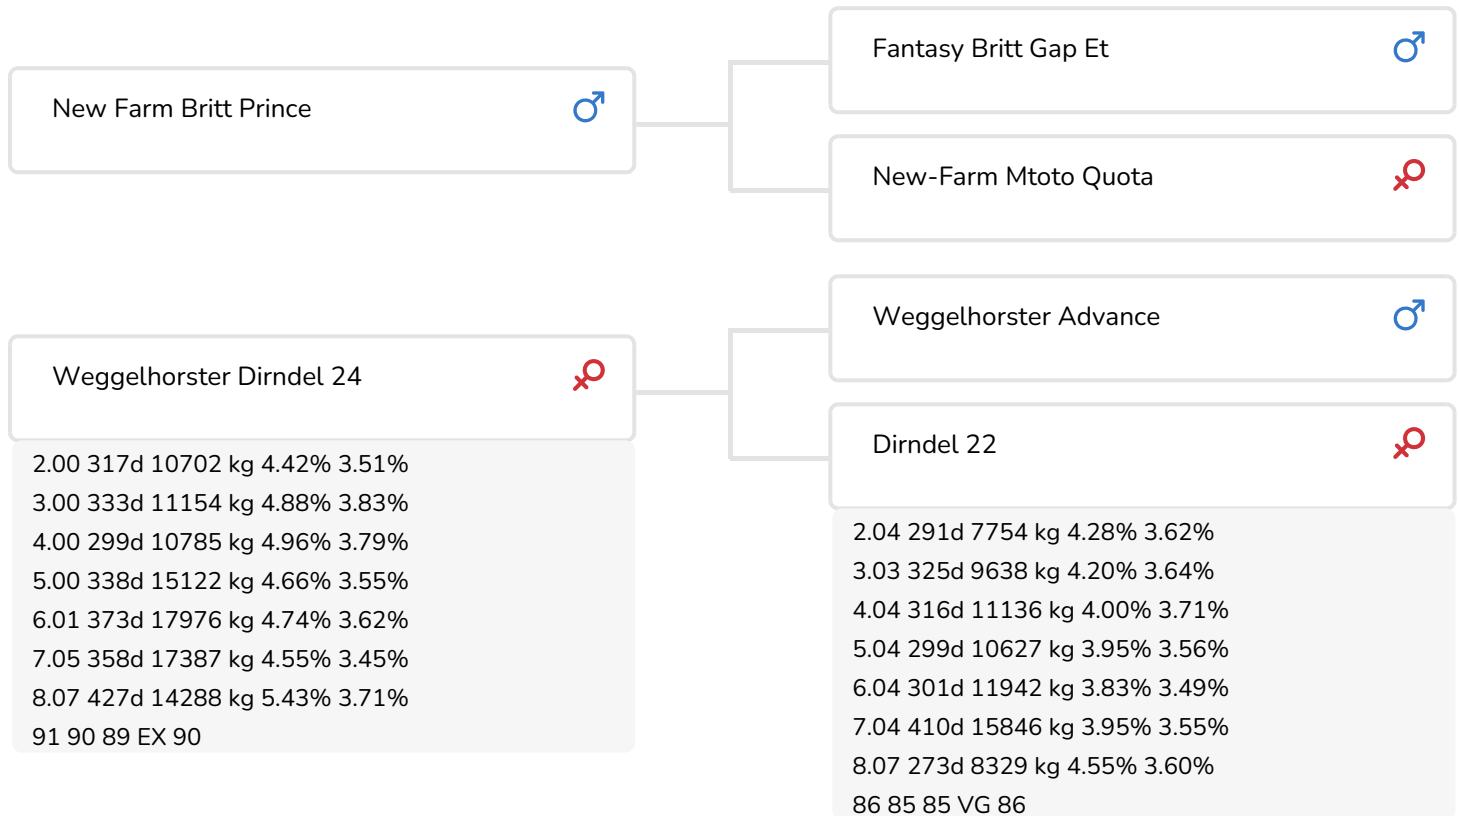 New Farm Britt Prince
Fantasy Britt Gap Et
New-Farm Mtoto Quota
Weggelhorster Dirndel 24
2.00 317d 10702 kg 4.42% 3.51%
3.00 333d 11154 kg 4.88% 3.83%
4.00 299d 10785 kg 4.96% 3.79%
5.00 338d 15122 kg 4.66% 3.55%
6.01 373d 17976 kg 4.74% 3.62%
7.05 358d 17387 kg 4.55% 3.45%
8.07 427d 14288 kg 5.43% 3.71%
91 90 89 EX 90
Weggelhorster Advance
Dirndel 22
2.04 291d 7754 kg 4.28% 3.62%
3.03 325d 9638 kg 4.20% 3.64%
4.04 316d 11136 kg 4.00% 3.71%
5.04 299d 10627 kg 3.95% 3.56%
6.04 301d 11942 kg 3.83% 3.49%
7.04 410d 15846 kg 3.95% 3.55%
8.07 273d 8329 kg 4.55% 3.60%
86 85 85 VG 86